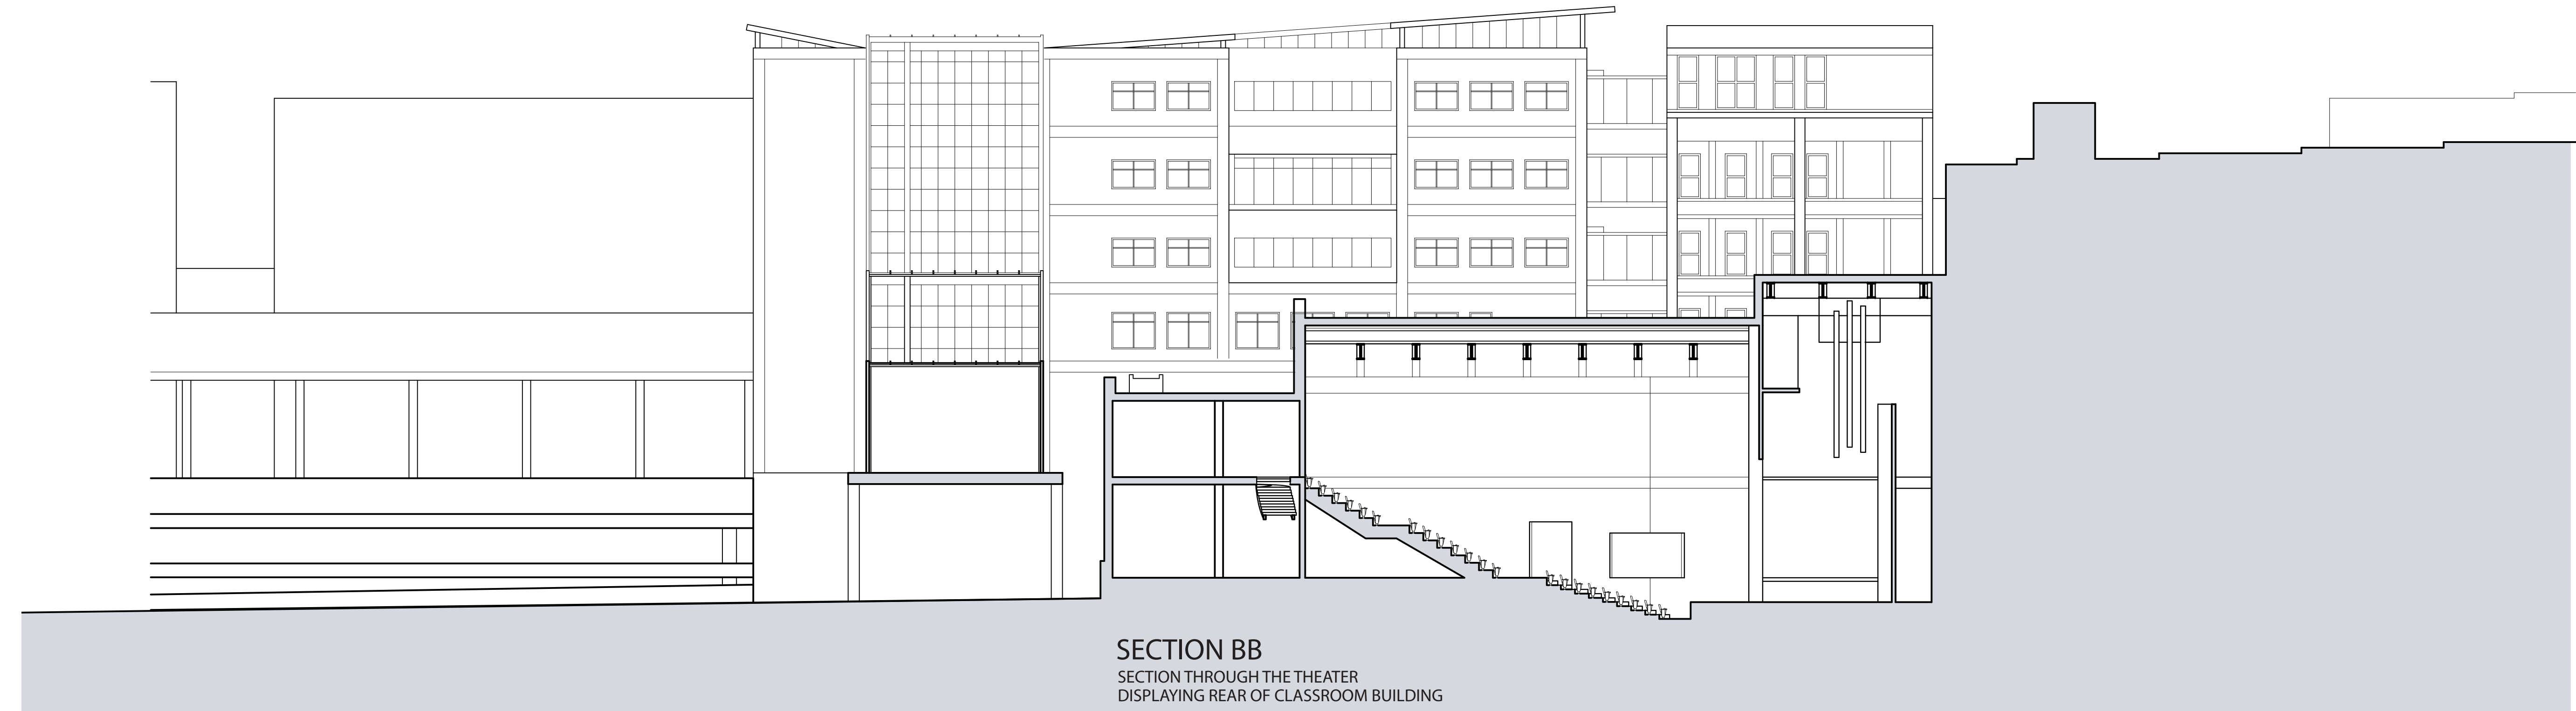 SECTION BB
SECTION THROUGH THE THEATER
DISPLAYING REAR OF CLASSROOM BUILDING